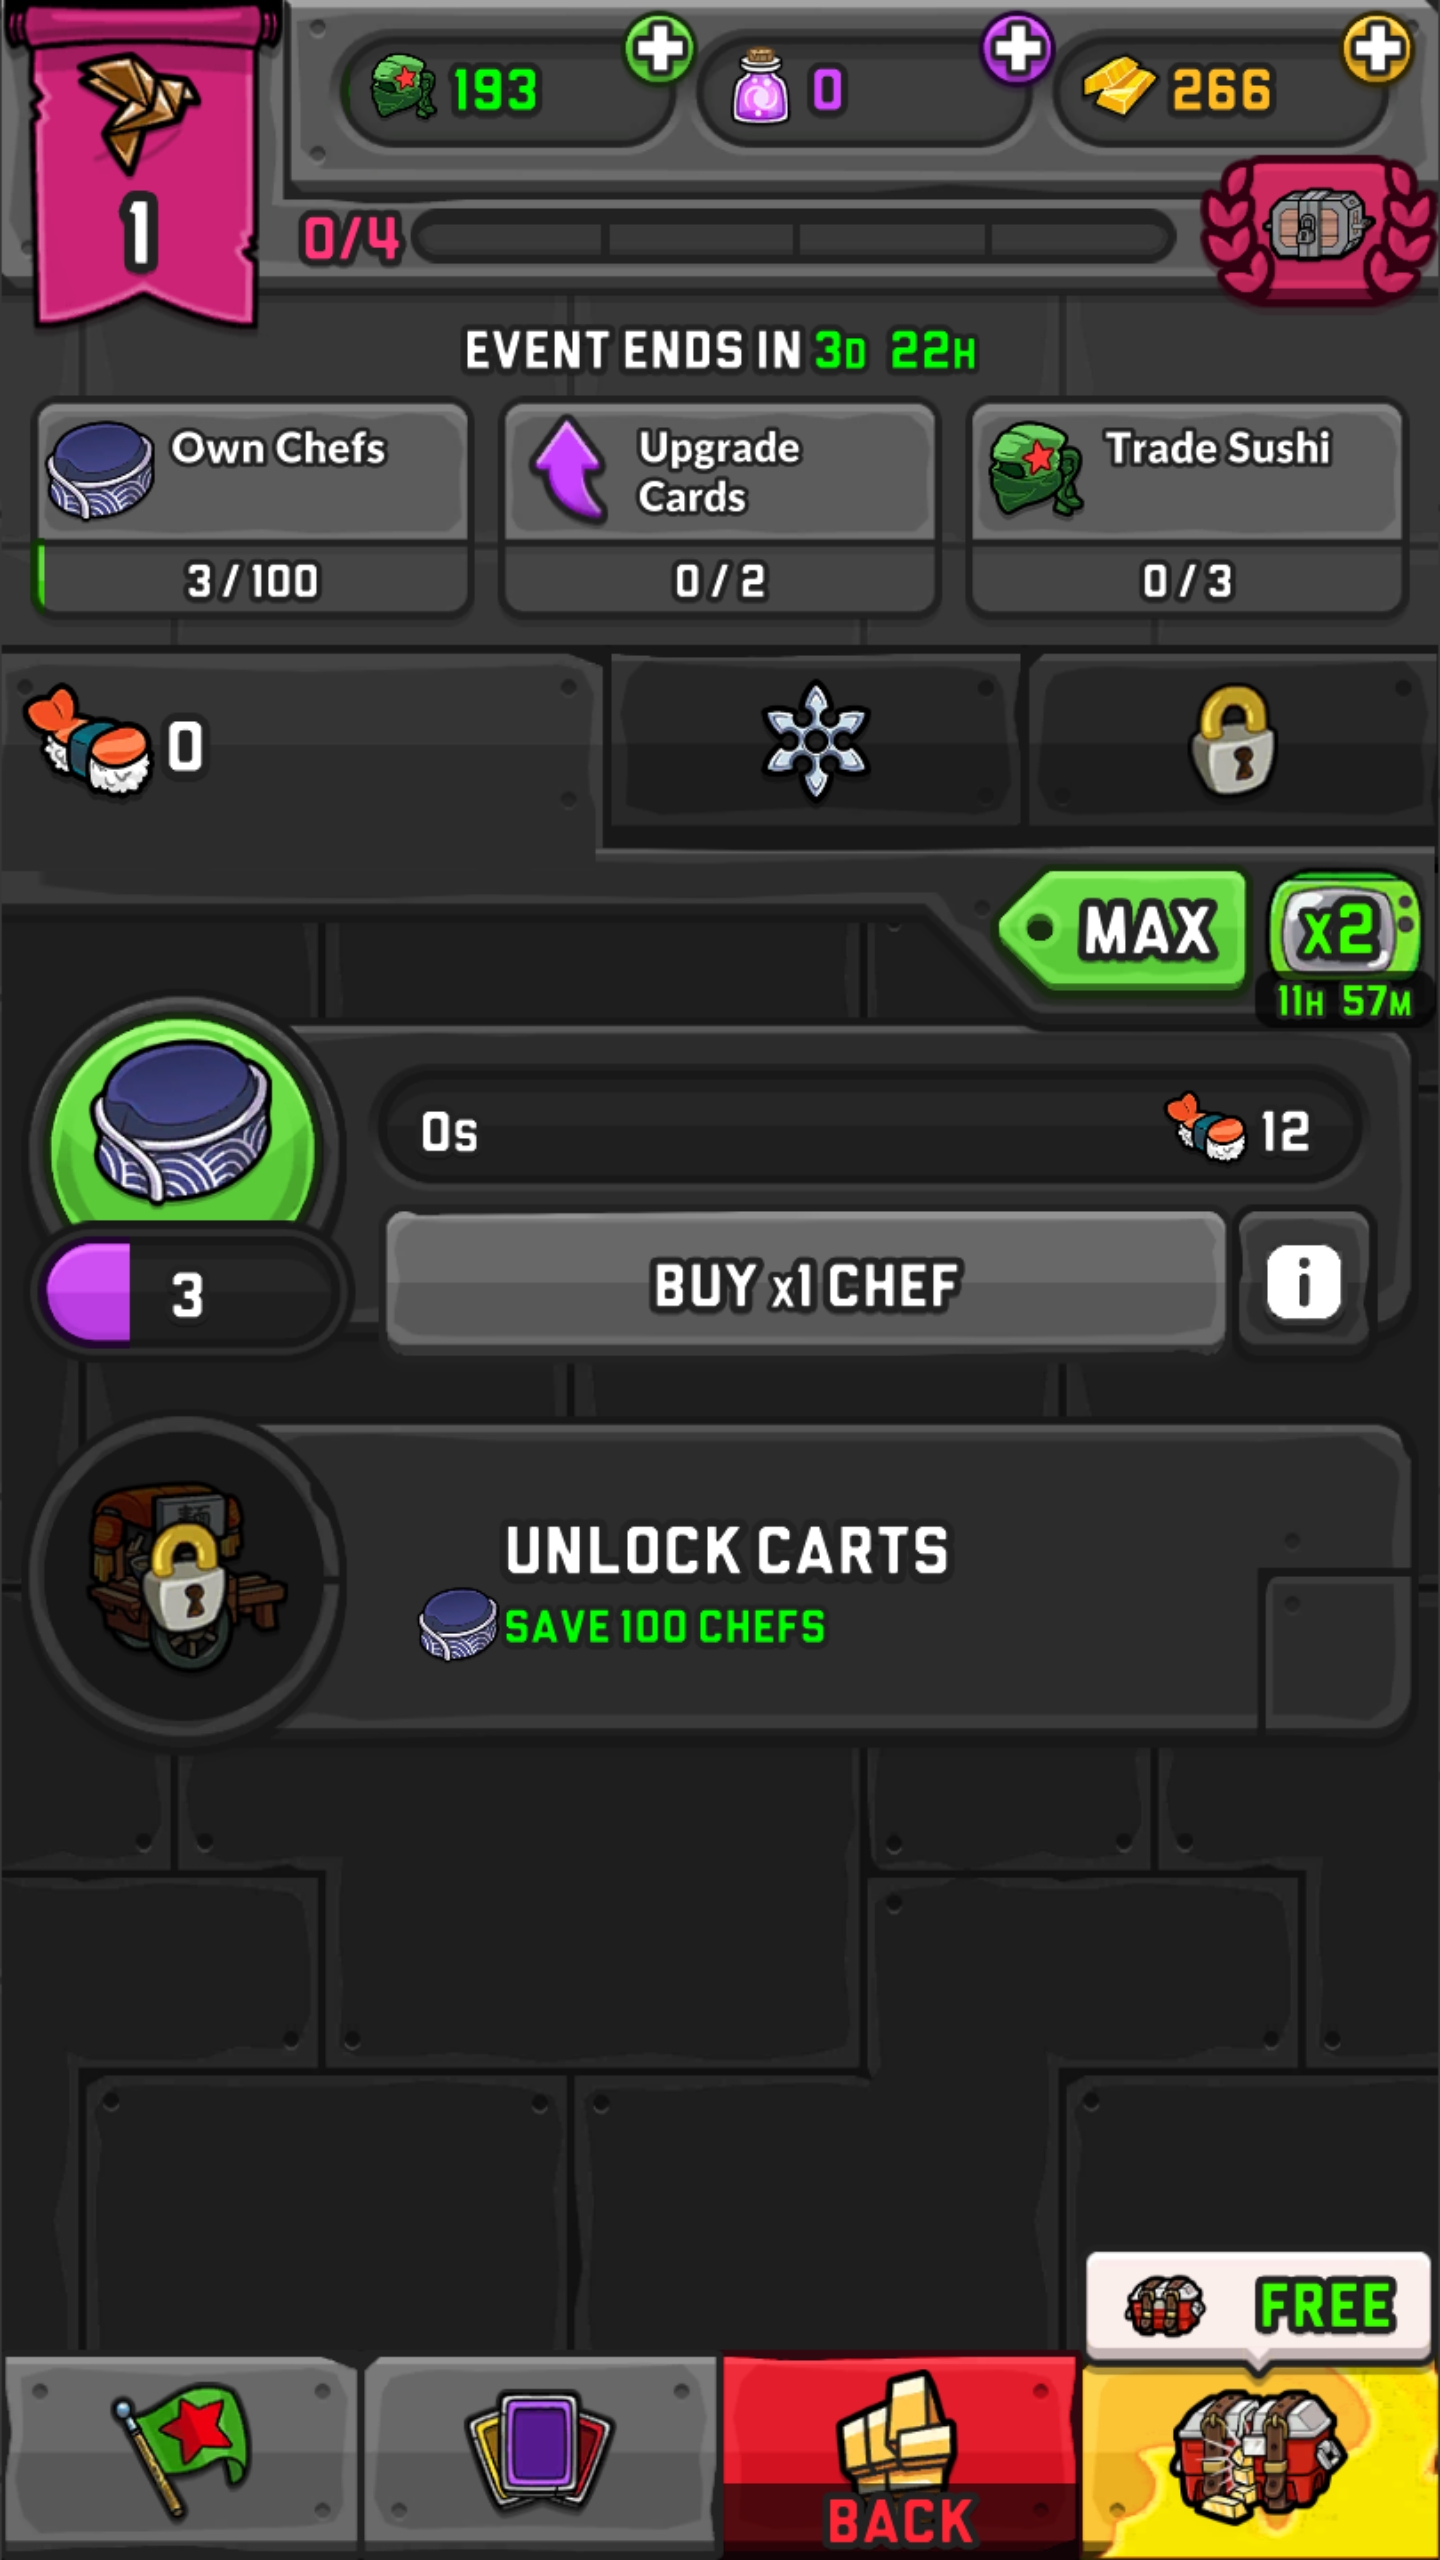 193
0
266
1
0/4
EVENT ENDS IN 3D 22H
Own Chefs
3/100
Upgrade
Cards
0/2
Trade Sushi
0/3
0
MAX
x2
11H 57M
0s
12
3
BUY x1 CHEF
i
UNLOCK CARTS
SAVE 100 CHEFS
FREE
BACK